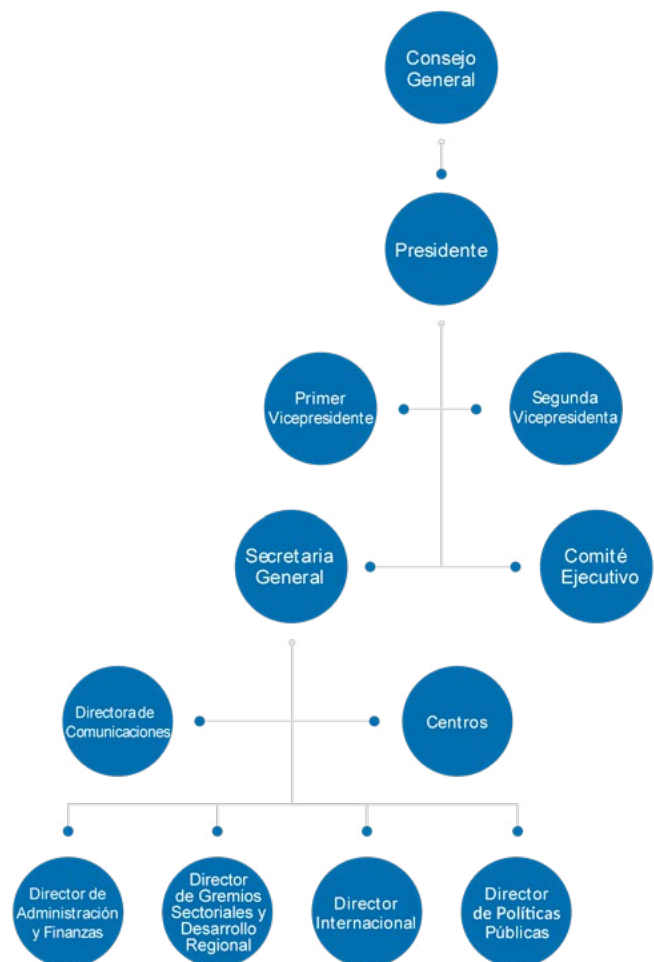 Consejo
General
Presidente
Primer
Vicepresidente
Segunda
Vicepresidenta
Secretaria
General
Comité
Ejecutivo
Directora de
Comunicaciones
Centros
Director de
Administración
y Finanzas
Director
de Gremios
Sectoriales y
Desarrollo
Regional
Director
Internacional
Director
de Políticas
Públicas